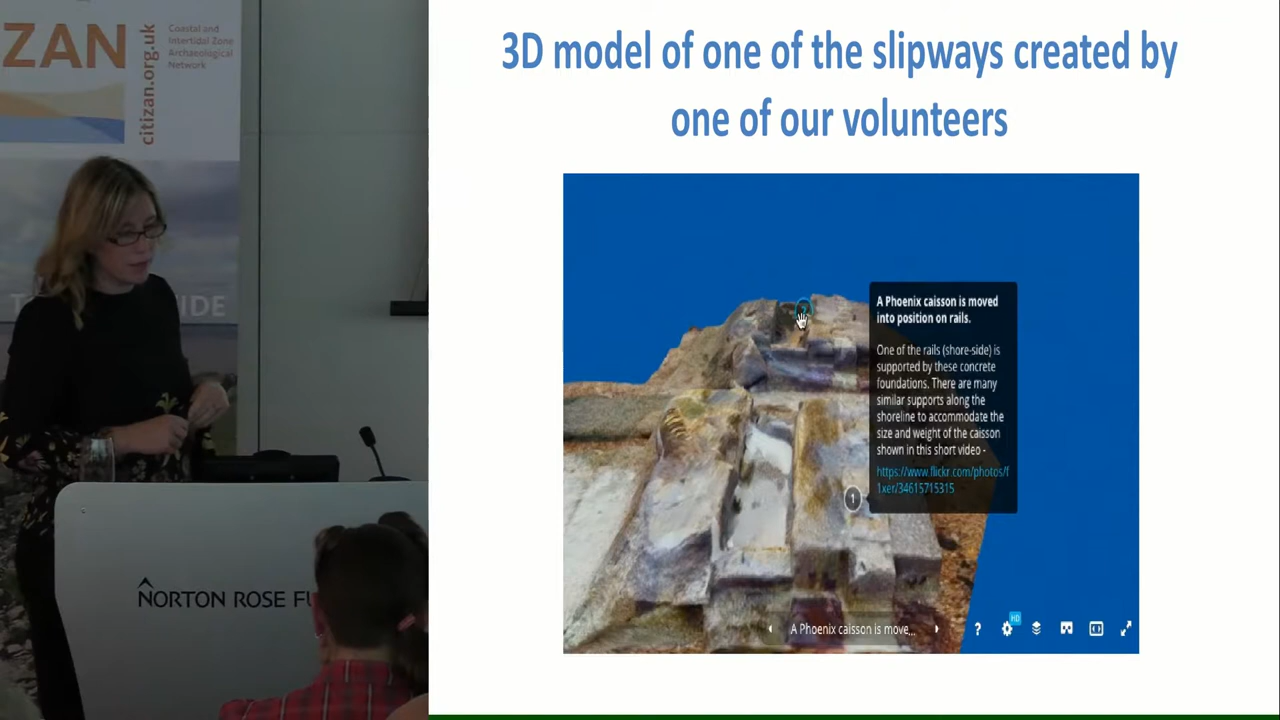 ZAN
citizan.org.uk
Coastal and
Intertidal Zone
Archaeological
Network
IDE
NORTON ROSE FU
3D model of one of the slipways created by
one of our volunteers
2
A Phoenix caisson is moved
into position on rails.
One of the rails (shore-side) is
supported by these concrete
foundations. There are many
similar supports along the
shoreline to accommodate the
size and weight of the caisson
shown in this short video -
https://www.flickr.com/photos/f
1xer/34615715315
1
A Phoenix caisson is move...
?
HD